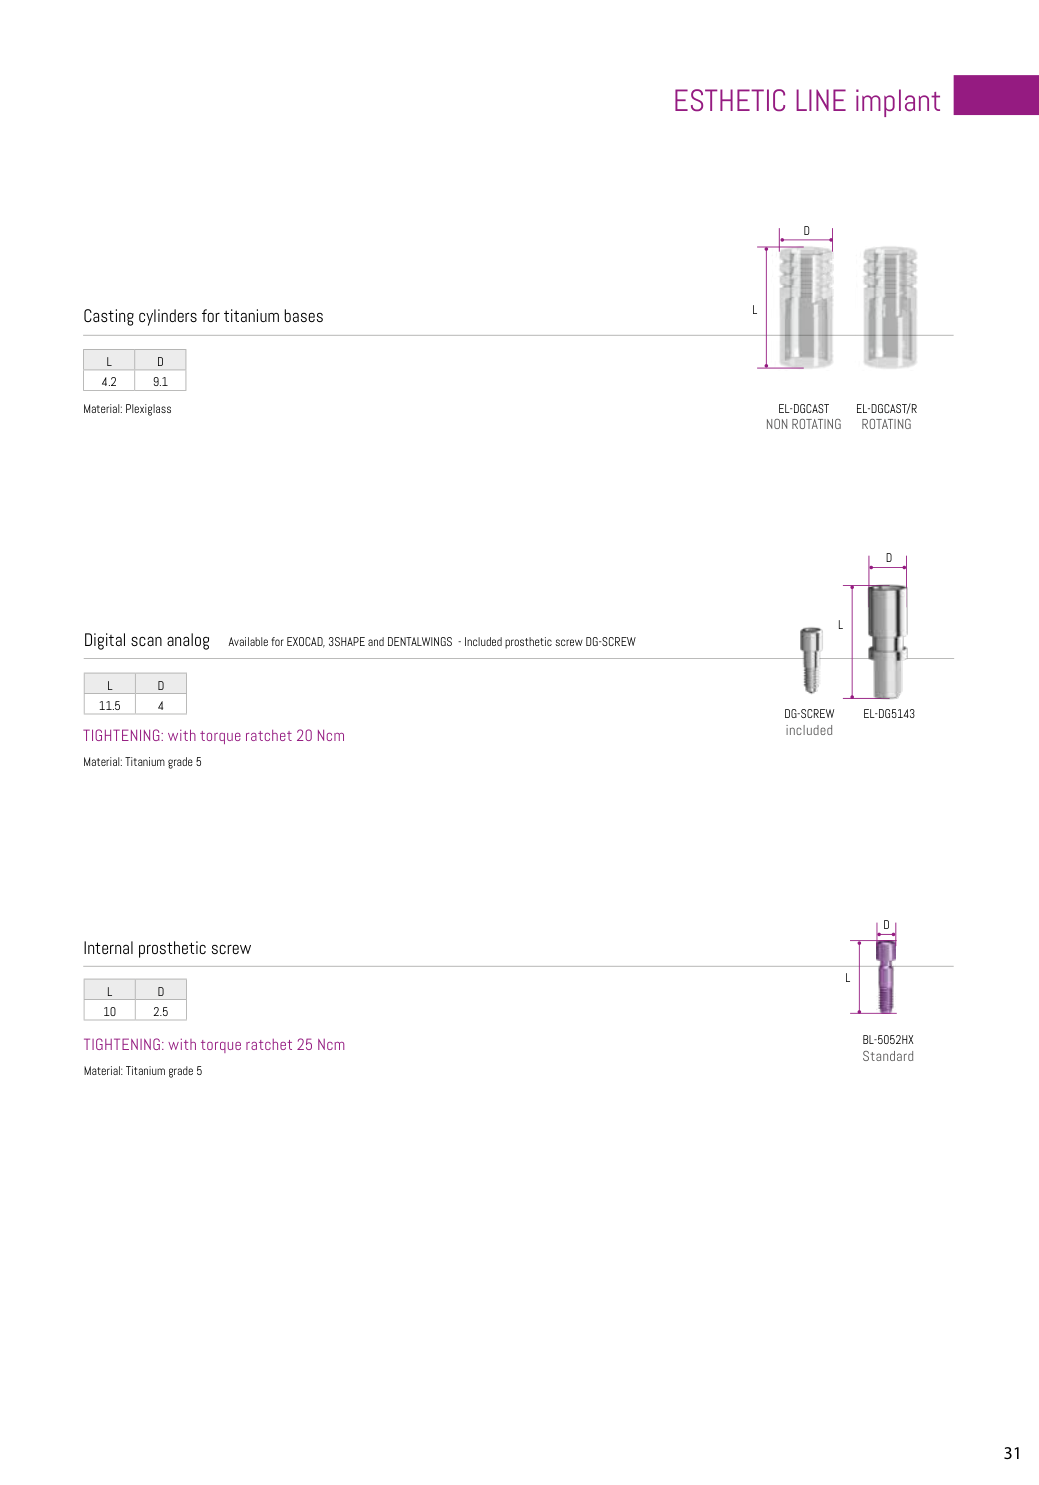 ESTHETIC LINE implant
D
L
Casting cylinders for titanium bases
L D
4.2 9.1
Material: Plexiglass
EL-DGCAST EL-DGCAST/R
NON ROTATING ROTATING
D
L
Digital scan analog Available for EXOCAD, 3SHAPE and DENTALWINGS - Included prosthetic screw DG-SCREW
L D
11.5 4
DG-SCREW EL-DG5143
included
TIGHTENING: with torque ratchet 20 Ncm
Material: Titanium grade 5
D
Internal prosthetic screw
L
L D
10 2.5
TIGHTENING: with torque ratchet 25 Ncm
BL-5052HX
Standard
Material: Titanium grade 5
31